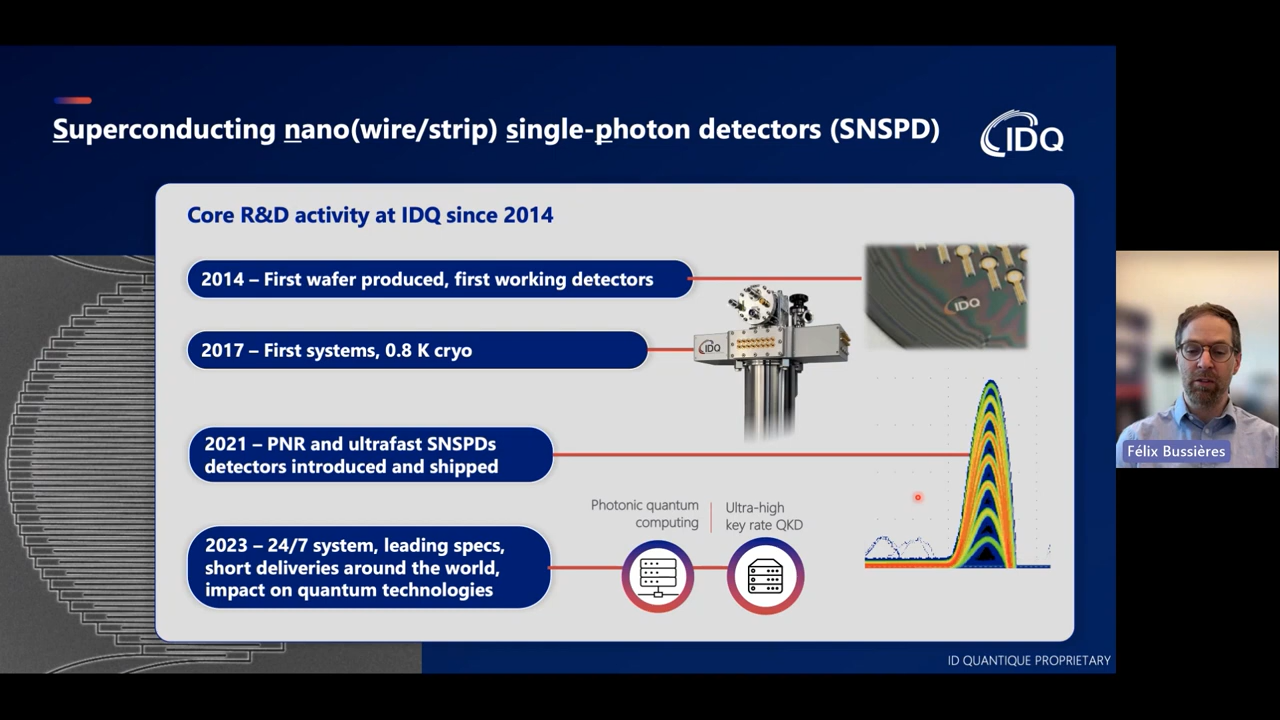 Superconducting nano(wire/strip) single-photon detectors (SNSPD)
IDQ
Core R&D activity at IDQ since 2014
2014 – First wafer produced, first working detectors
IDQ
2017 – First systems, 0.8 K cryo
IDQ
2021 – PNR and ultrafast SNSPDs
detectors introduced and shipped
Photonic quantum
computing
Ultra-high
key rate QKD
2023 – 24/7 system, leading specs,
short deliveries around the world,
impact on quantum technologies
ID QUANTIQUE PROPRIETARY
Félix Bussières